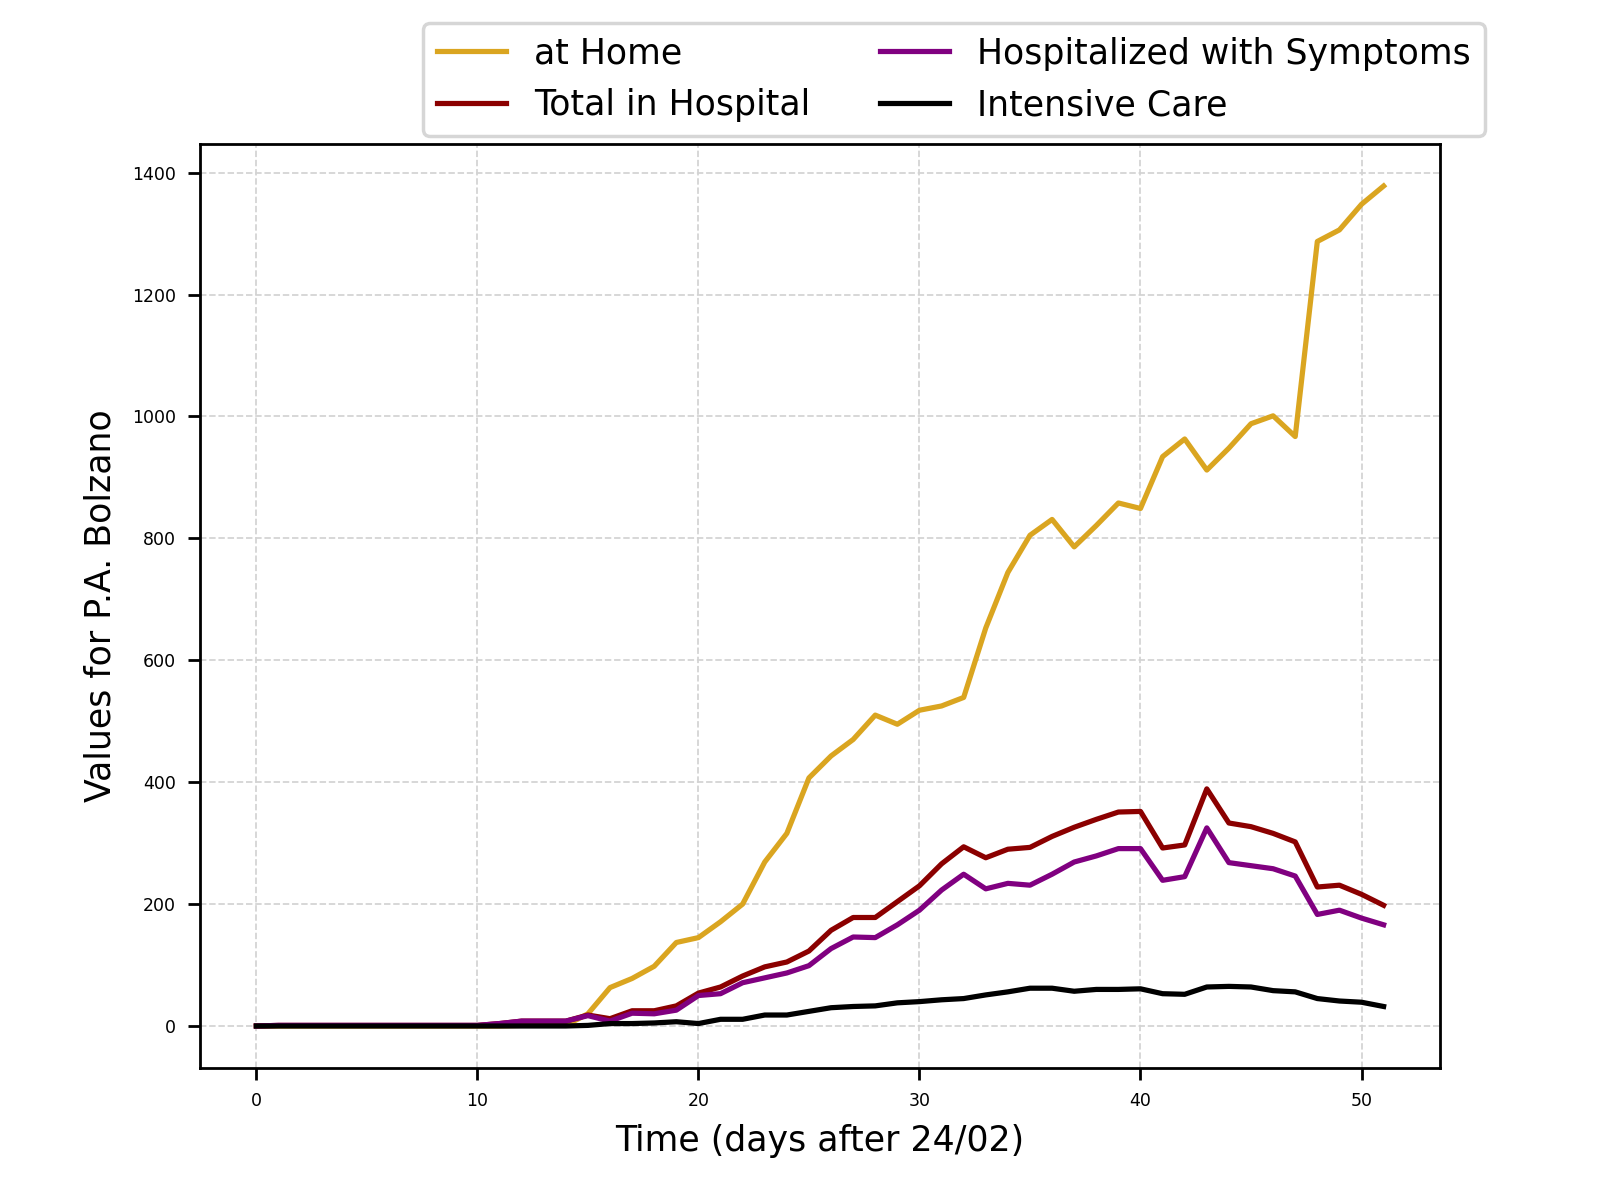 at Home
Total in Hospital
Hospitalized with Symptoms
Intensive Care
1400
1200
1000
800
600
400
200
0
Values for P.A. Bolzano
0 10 20 30 40 50
Time (days after 24/02)